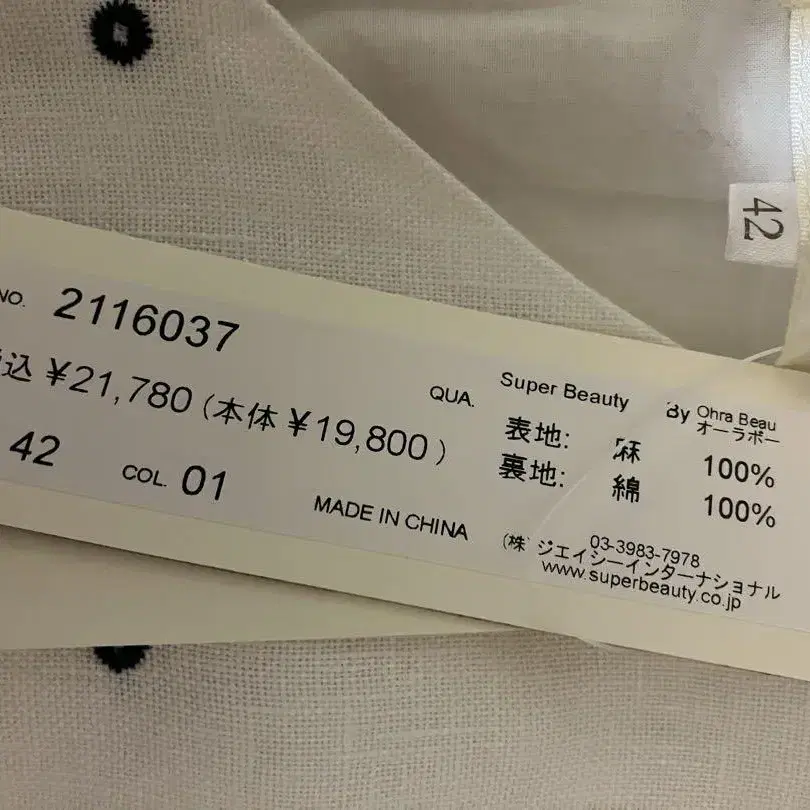 NO. 2116037
込 ¥21,780 (本体 ¥19,800 )
42 COL. 01
MADE IN CHINA
QUA.
Super Beauty By Ohra Beau
オーラボー
表地: 麻 100%
裏地: 綿 100%
03-3983-7978
(株) ジェイシーインターナショナル
www.superbeauty.co.jp
42